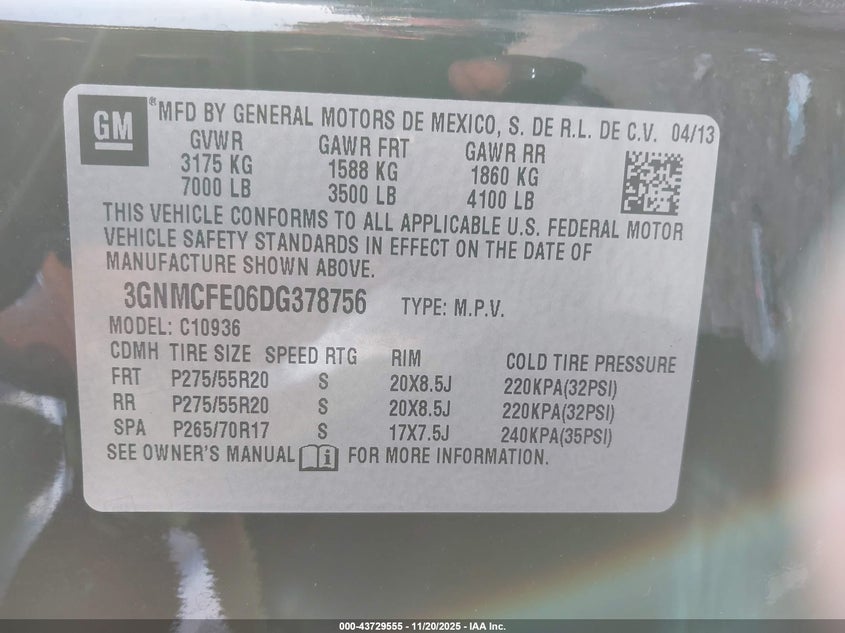 GM ® MFD BY GENERAL MOTORS DE MEXICO, S. DE R.L. DE C.V. 04/13
GVWR GAWR FRT GAWR RR
3175 KG 1588 KG 1860 KG
7000 LB 3500 LB 4100 LB
THIS VEHICLE CONFORMS TO ALL APPLICABLE U.S. FEDERAL MOTOR
VEHICLE SAFETY STANDARDS IN EFFECT ON THE DATE OF
MANUFACTURE SHOWN ABOVE.
3GNMCFE06DG378756 TYPE: M.P.V.
MODEL: C10936
CDMH TIRE SIZE SPEED RTG RIM COLD TIRE PRESSURE
FRT P275/55R20 S 20X8.5J 220KPA(32PSI)
RR P275/55R20 S 20X8.5J 220KPA(32PSI)
SPA P265/70R17 S 17X7.5J 240KPA(35PSI)
SEE OWNER'S MANUAL i FOR MORE INFORMATION.
000-43729555 - 11/20/2025 - IAA Inc.